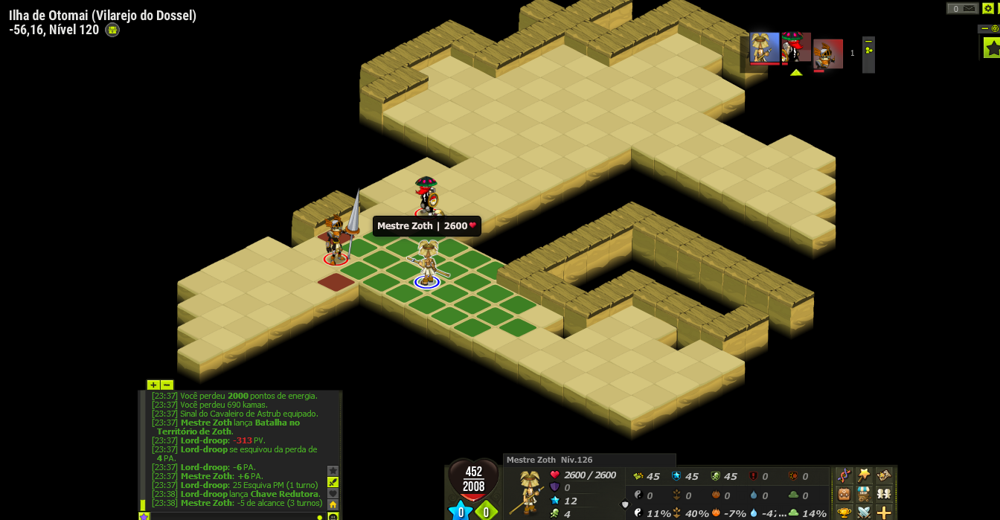 Ilha de Otomai (Vilarejo do Dossel)
-56,16, Nível 120
0
1
Mestre Zoth | 2600
[23:37] Você perdeu 2000 pontos de energia.
[23:37] Você perdeu 690 kamas.
[23:37] Sinal do Cavaleiro de Astrub equipado.
[23:37] Mestre Zoth lança Batalha no
Território de Zoth.
[23:37] Lord-droop: -313 PV.
[23:37] Lord-droop se esquivou da perda de
4 PA.
[23:37] Lord-droop: -6 PA.
[23:37] Mestre Zoth: +6 PA.
[23:37] Lord-droop: 25 Esquiva PM (1 turno)
[23:38] Lord-droop lança Chave Redutora.
[23:38] Mestre Zoth: -5 de alcance (3 turnos)
452
2008
0 0
Mestre Zoth Nív.126
2600 / 2600
0
12
4
45 45 45 0 0
0 0 0 0 0
11% 40% -7% -4,... 14%